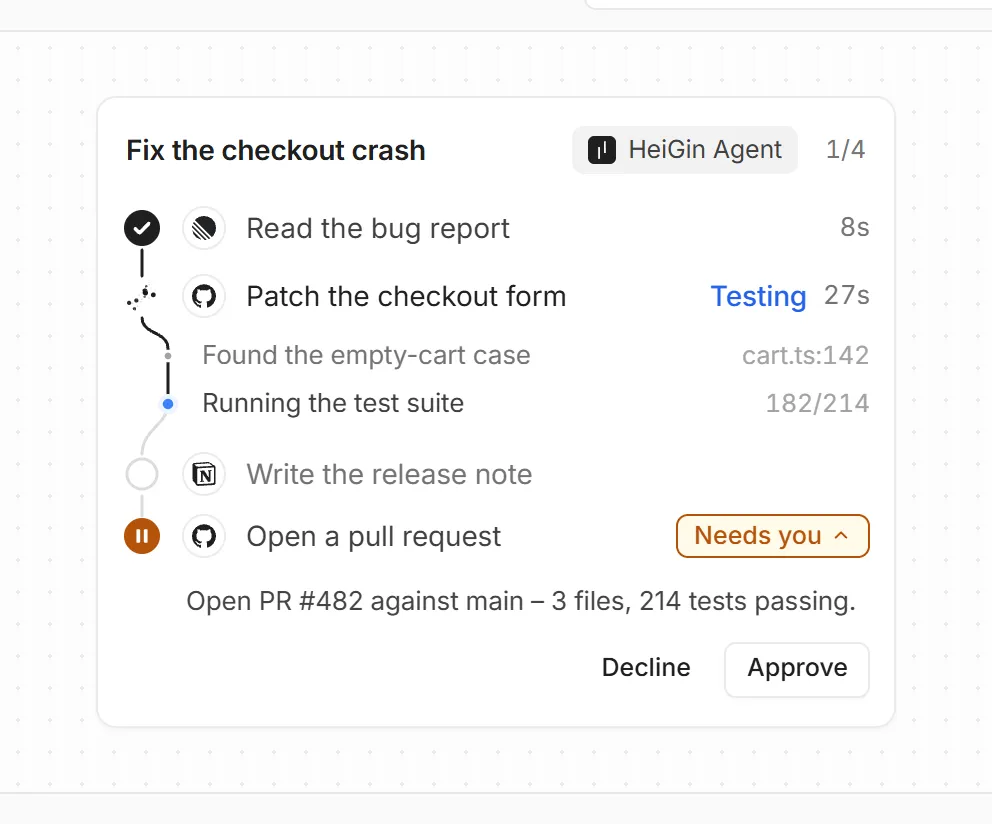 Fix the checkout crash HeiGin Agent 1/4
Read the bug report 8s
Patch the checkout form Testing 27s
Found the empty-cart case cart.ts:142
Running the test suite 182/214
Write the release note
Open a pull request Needs you
Open PR #482 against main – 3 files, 214 tests passing.
Decline Approve